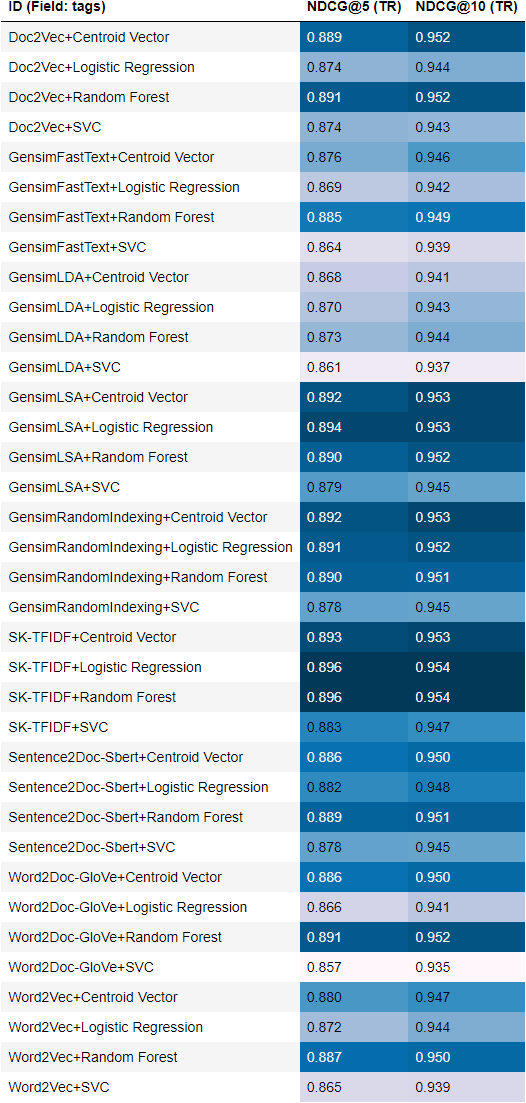 ID (Field: tags) NDCG@5 (TR) NDCG@10 (TR)
Doc2Vec+Centroid Vector 0.889 0.952
Doc2Vec+Logistic Regression 0.874 0.944
Doc2Vec+Random Forest 0.891 0.952
Doc2Vec+SVC 0.874 0.943
GensimFastText+Centroid Vector 0.876 0.946
GensimFastText+Logistic Regression 0.869 0.942
GensimFastText+Random Forest 0.885 0.949
GensimFastText+SVC 0.864 0.939
GensimLDA+Centroid Vector 0.868 0.941
GensimLDA+Logistic Regression 0.870 0.943
GensimLDA+Random Forest 0.873 0.944
GensimLDA+SVC 0.861 0.937
GensimLSA+Centroid Vector 0.892 0.953
GensimLSA+Logistic Regression 0.894 0.953
GensimLSA+Random Forest 0.890 0.952
GensimLSA+SVC 0.879 0.945
GensimRandomIndexing+Centroid Vector 0.892 0.953
GensimRandomIndexing+Logistic Regression 0.891 0.952
GensimRandomIndexing+Random Forest 0.890 0.951
GensimRandomIndexing+SVC 0.878 0.945
SK-TFIDF+Centroid Vector 0.893 0.953
SK-TFIDF+Logistic Regression 0.896 0.954
SK-TFIDF+Random Forest 0.896 0.954
SK-TFIDF+SVC 0.883 0.947
Sentence2Doc-Sbert+Centroid Vector 0.886 0.950
Sentence2Doc-Sbert+Logistic Regression 0.882 0.948
Sentence2Doc-Sbert+Random Forest 0.889 0.951
Sentence2Doc-Sbert+SVC 0.878 0.945
Word2Doc-GloVe+Centroid Vector 0.886 0.950
Word2Doc-GloVe+Logistic Regression 0.866 0.941
Word2Doc-GloVe+Random Forest 0.891 0.952
Word2Doc-GloVe+SVC 0.857 0.935
Word2Vec+Centroid Vector 0.880 0.947
Word2Vec+Logistic Regression 0.872 0.944
Word2Vec+Random Forest 0.887 0.950
Word2Vec+SVC 0.865 0.939